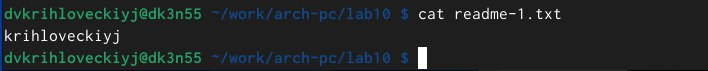 dvkrihloveckiyj@dk3n55 ~/work/arch-pc/lab10 $ cat readme-1.txt
krihloveckiyj
dvkrihloveckiyj@dk3n55 ~/work/arch-pc/lab10 $